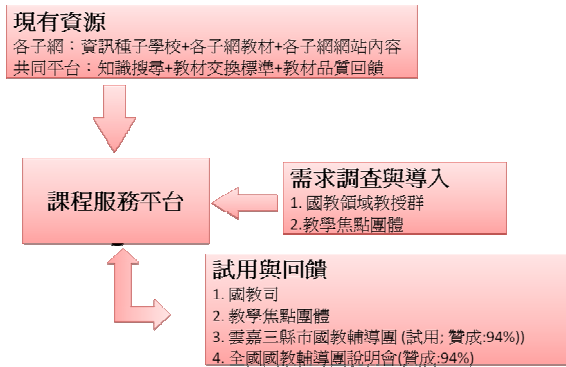 現有資源
各子網：資訊種子學校+各子網教材+各子網網站內容
共同平台：知識搜尋+教材交換標準+教材品質回饋
課程服務平台
需求調查與導入
1. 國教領域教授群
2.教學焦點團體
試用與回饋
1. 國教司
2. 教學焦點團體
3. 雲嘉三縣市國教輔導團 (試用; 贊成:94%))
4. 全國國教輔導團說明會(贊成:94%)